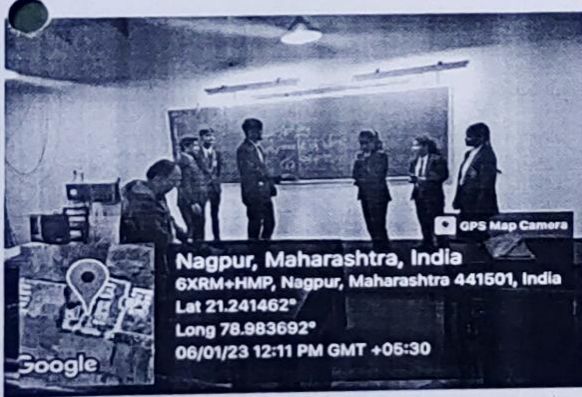 GPS Map Camera
Nagpur, Maharashtra, India
6XRM+HMP, Nagpur, Maharashtra 441501, India
Lat 21.241462°
Long 78.983692°
06/01/23 12:11 PM GMT +05:30
Google